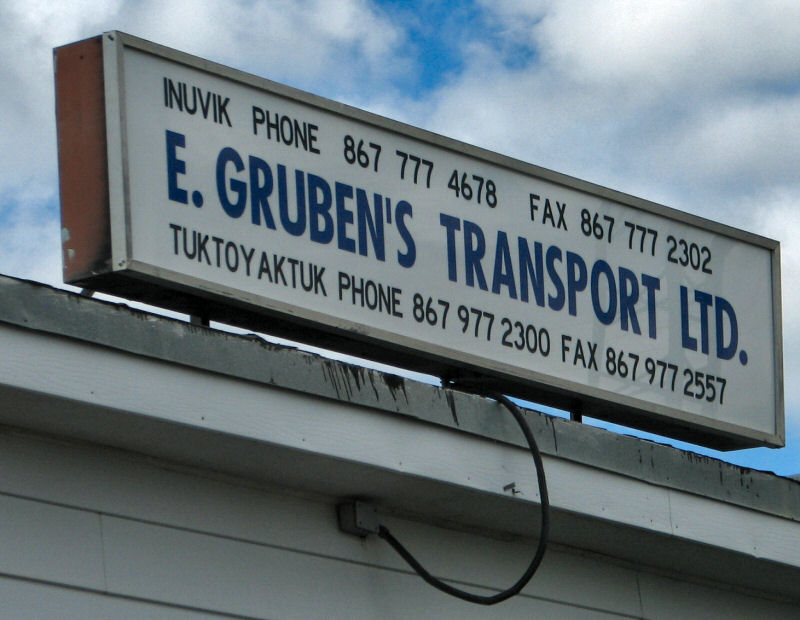 INUVIK PHONE 867 777 4678 FAX 867 777 2302
E. GRUBEN'S TRANSPORT LTD.
TUKTOYAKTUK PHONE 867 977 2300 FAX 867 977 2557